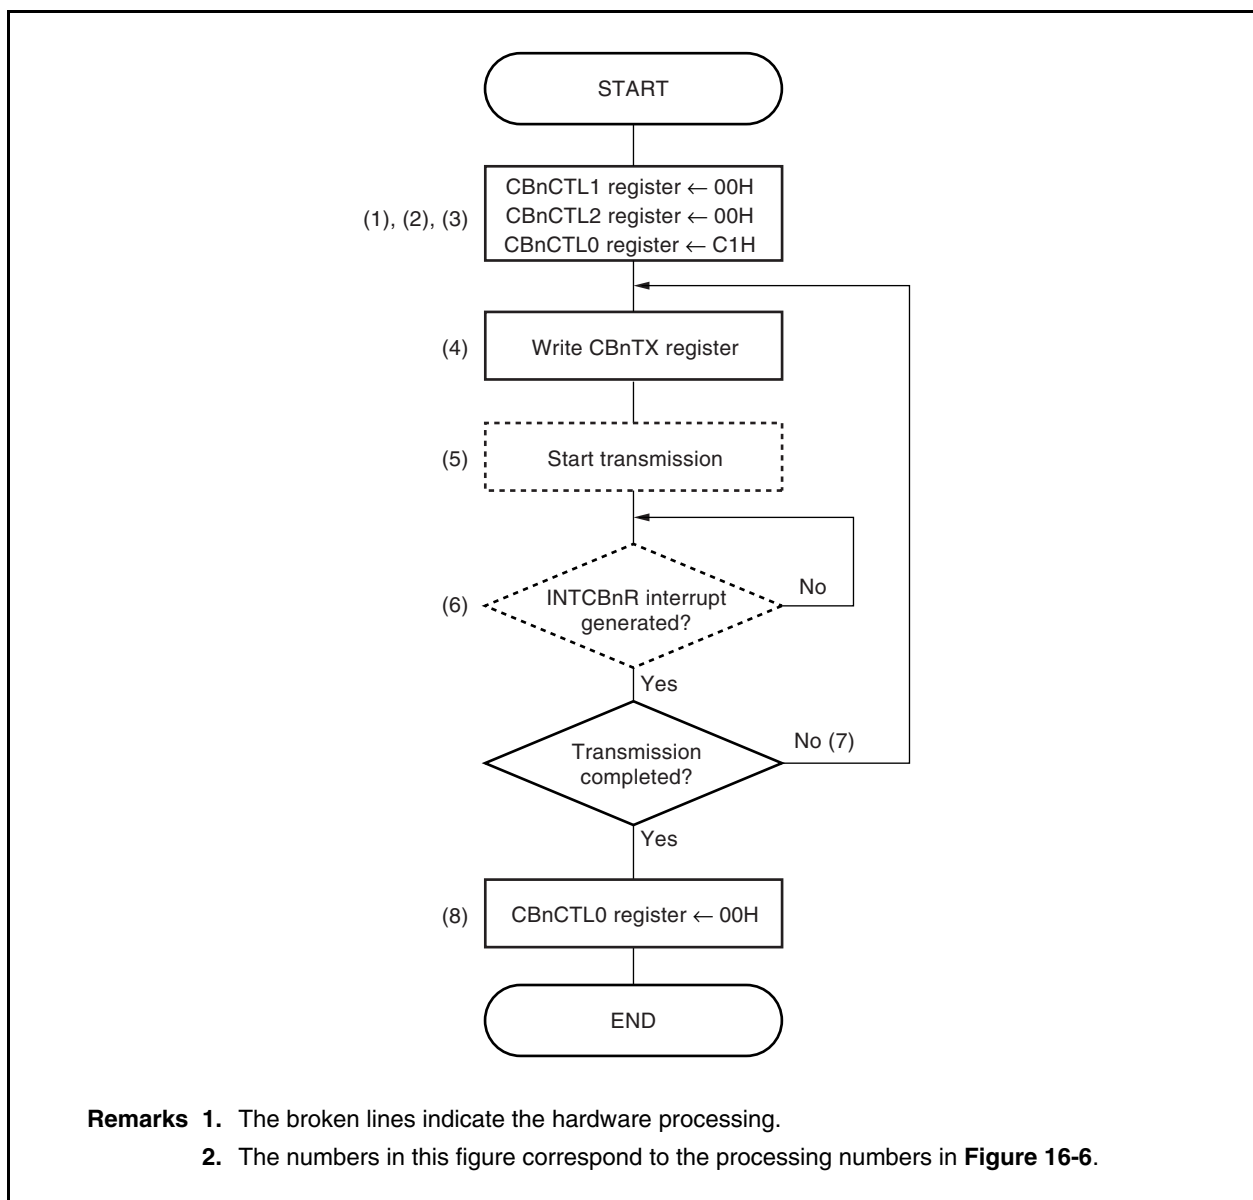 START
(1), (2), (3)
CBnCTL1 register ← 00H
CBnCTL2 register ← 00H
CBnCTL0 register ← C1H
(4)
Write CBnTX register
(5)
Start transmission
(6)
INTCBnR interrupt
generated?
No
Yes
Transmission
completed?
No (7)
Yes
(8)
CBnCTL0 register ← 00H
END
Remarks 1. The broken lines indicate the hardware processing.
2. The numbers in this figure correspond to the processing numbers in Figure 16-6.